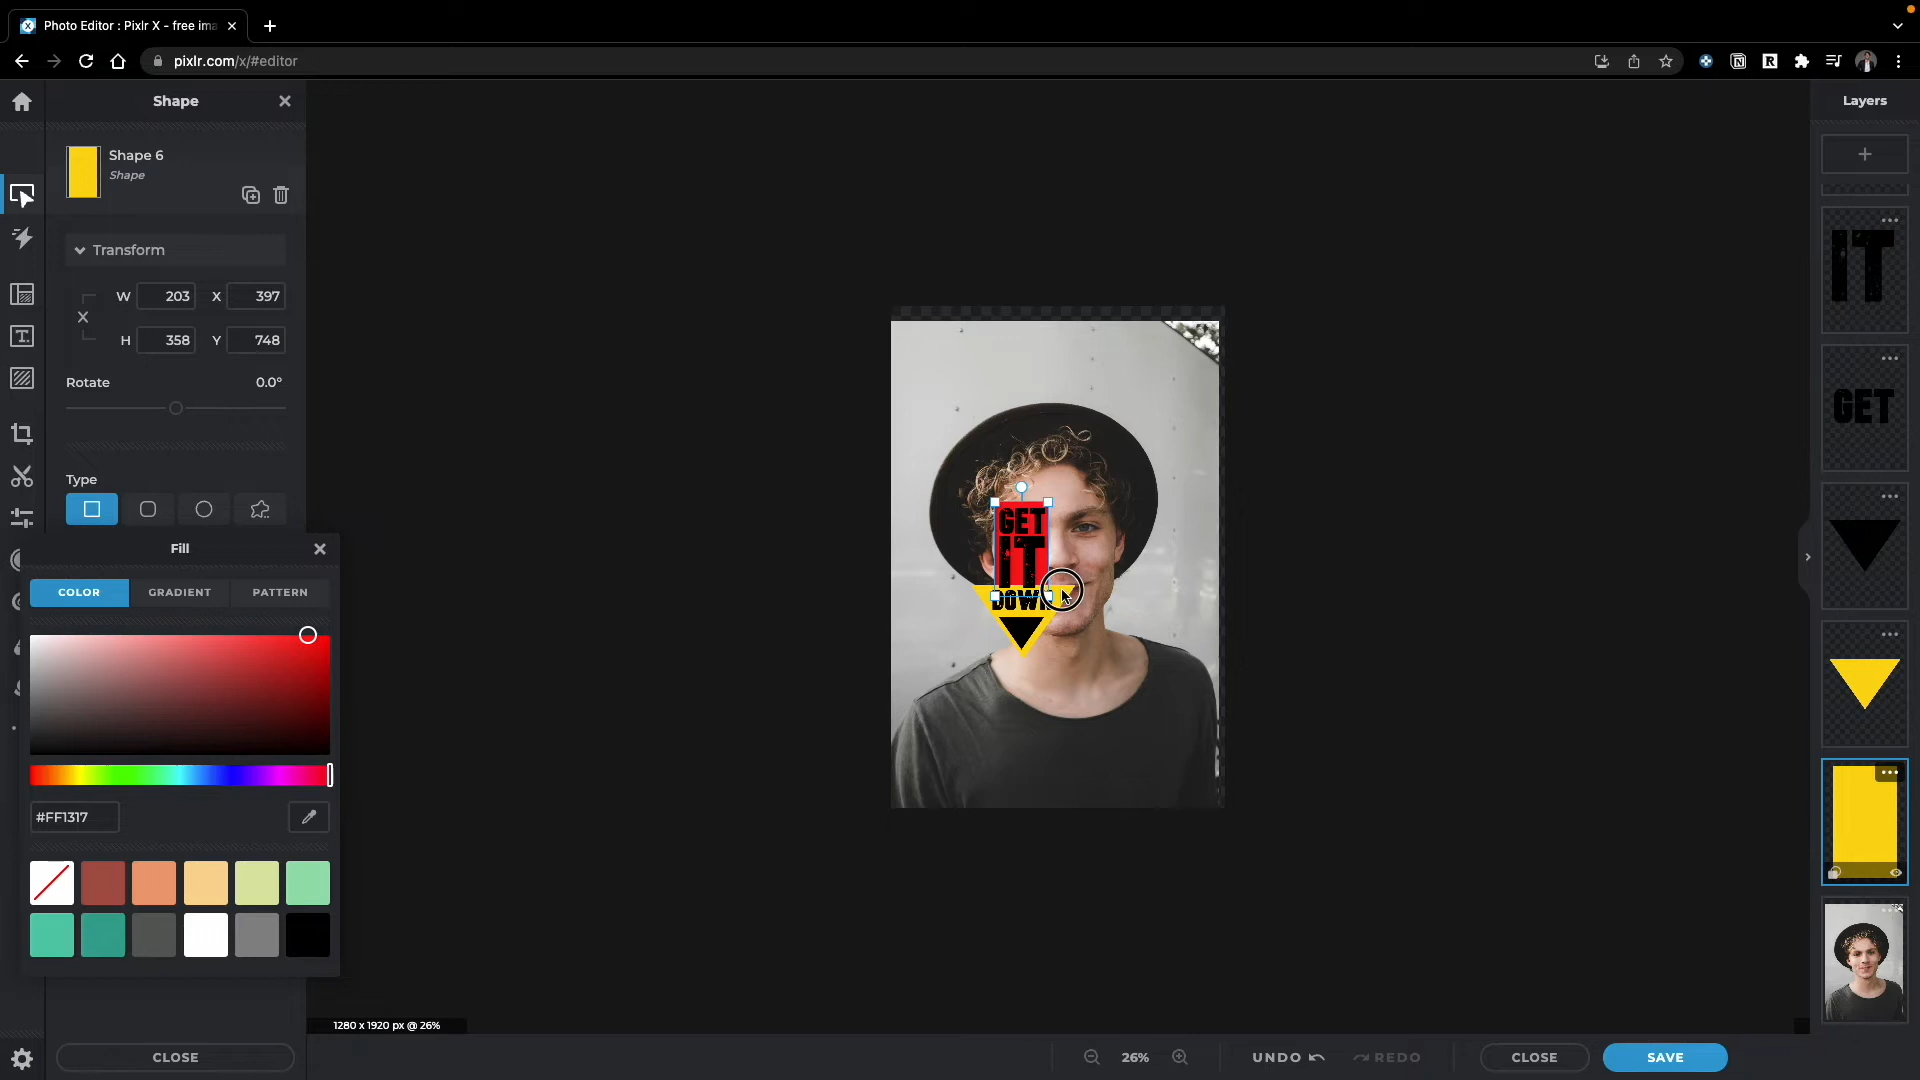 Photo Editor : Pixlr X - free ima
pixlr.com/x/#editor
Shape
Layers
Shape 6
Shape
Transform
W 203 X 397
H 358 Y 748
Rotate 0.0°
Type
Fill
COLOR GRADIENT PATTERN
#FF1317
GET
IT
DOWN
IT
GET
1280 x 1920 px @ 26%
CLOSE
26%
UNDO
REDO
CLOSE
SAVE